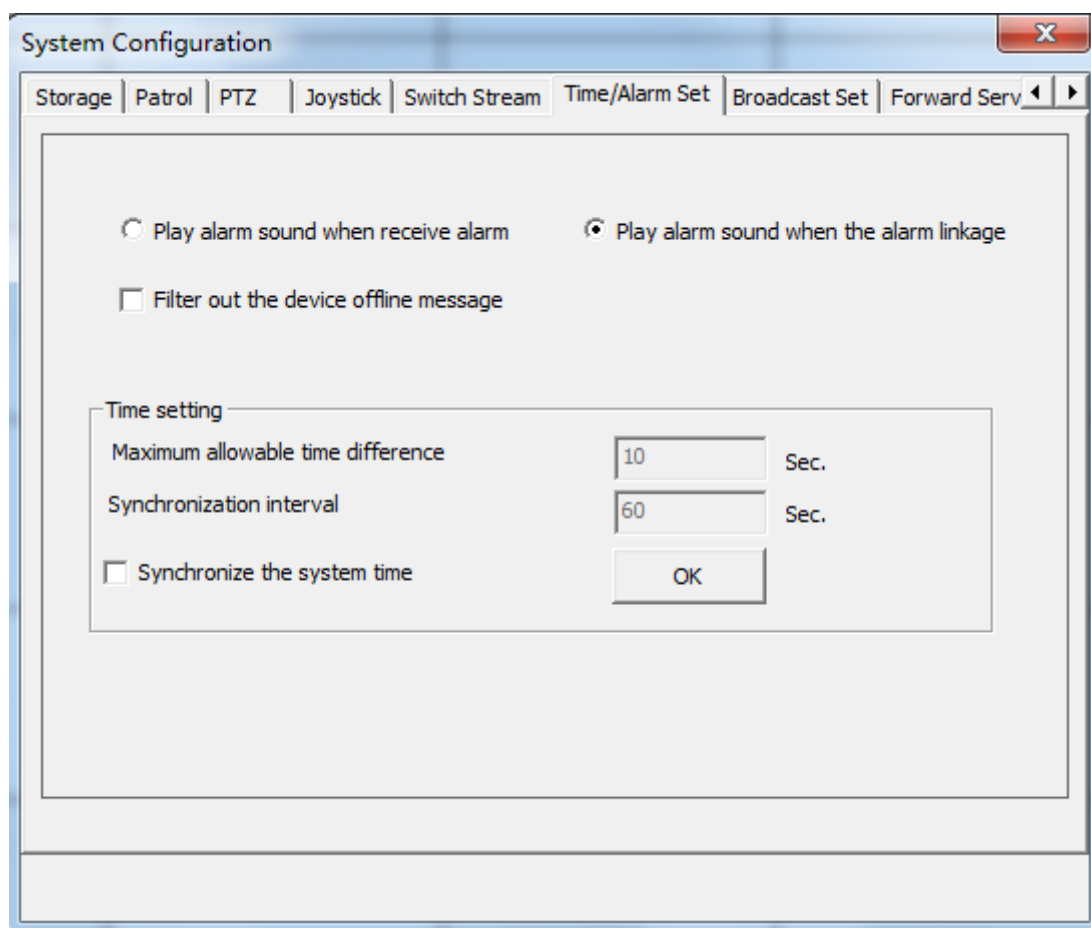 System Configuration
Storage Patrol PTZ Joystick Switch Stream Time/Alarm Set Broadcast Set Forward Serv
Play alarm sound when receive alarm Play alarm sound when the alarm linkage
Filter out the device offline message
Time setting
Maximum allowable time difference 10 Sec.
Synchronization interval 60 Sec.
Synchronize the system time OK